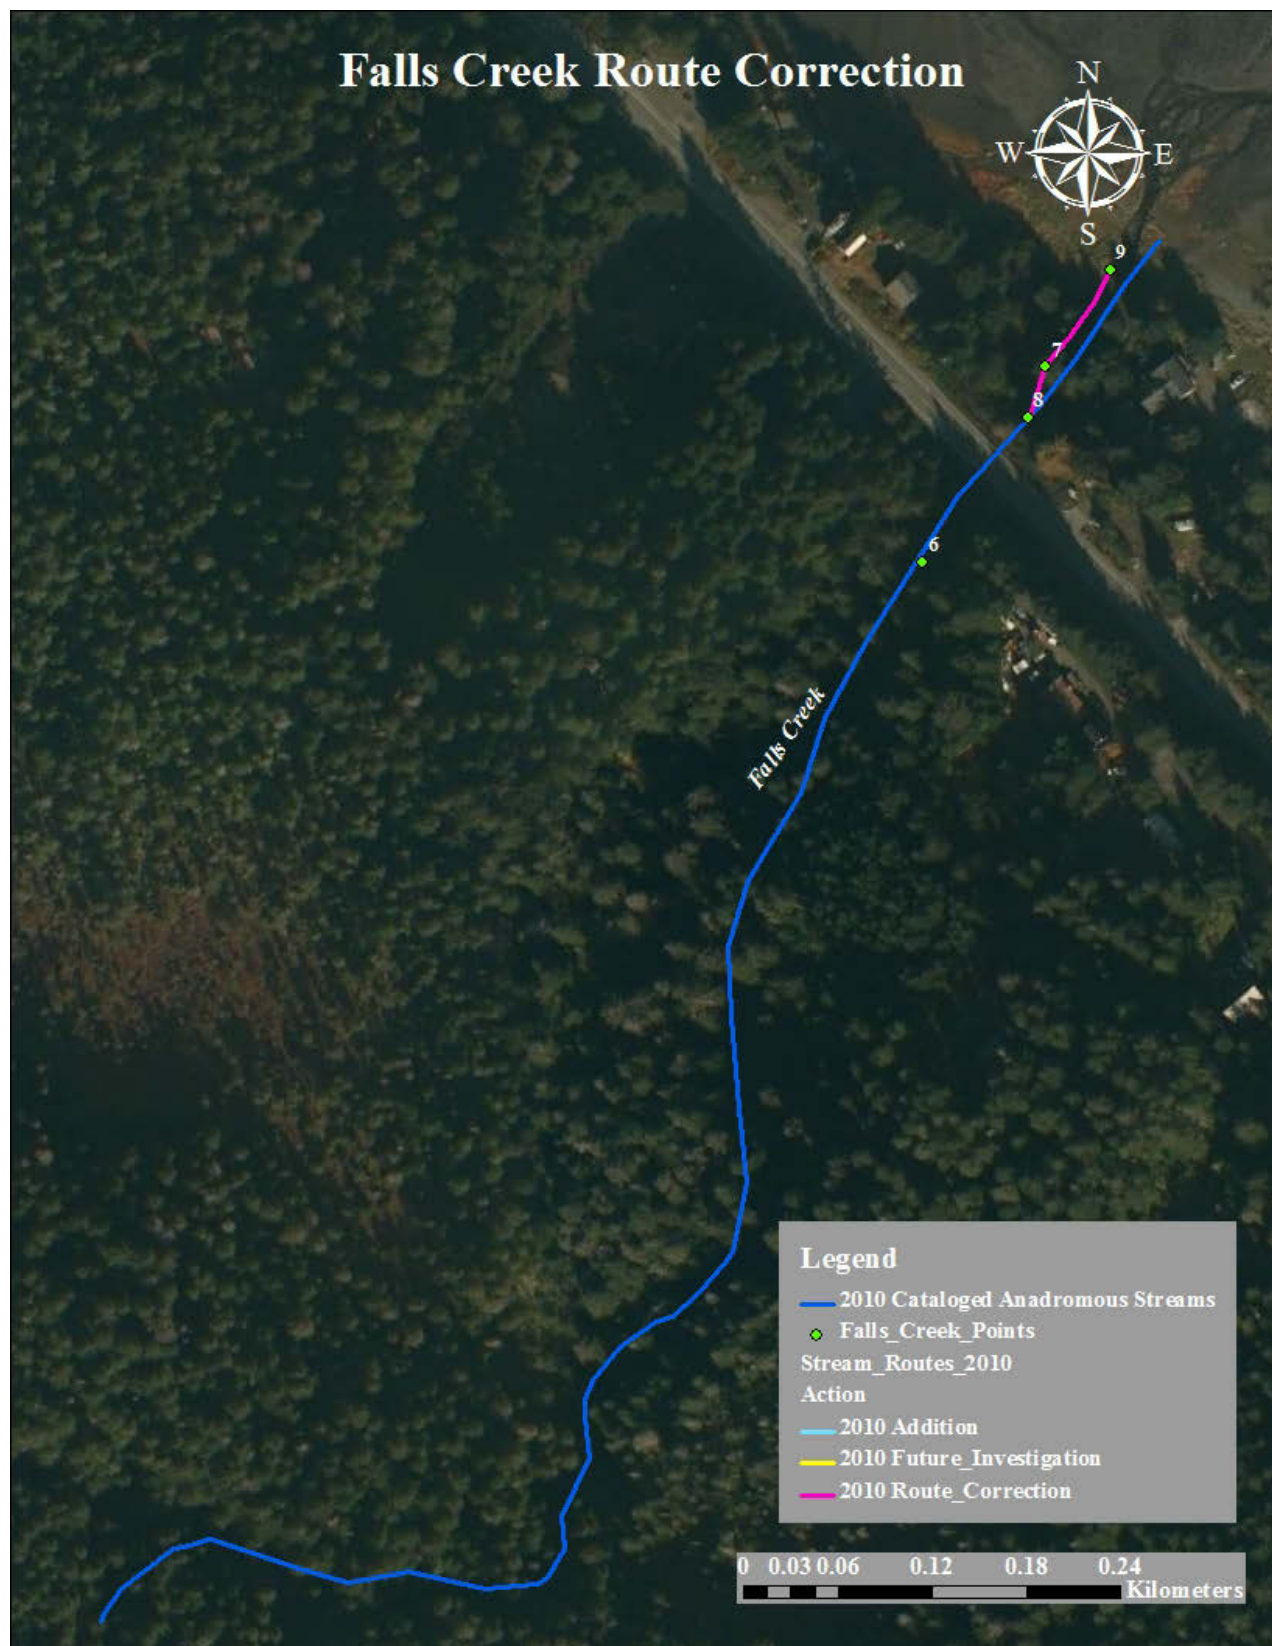 Falls Creek Route Correction
N
W E
S
9
7
8
6
Falls Creek
Legend
2010 Cataloged Anadromous Streams
Falls_Creek_Points
Stream_Routes_2010
Action
2010 Addition
2010 Future_Investigation
2010 Route_Correction
0 0.03 0.06 0.12 0.18 0.24
Kilometers